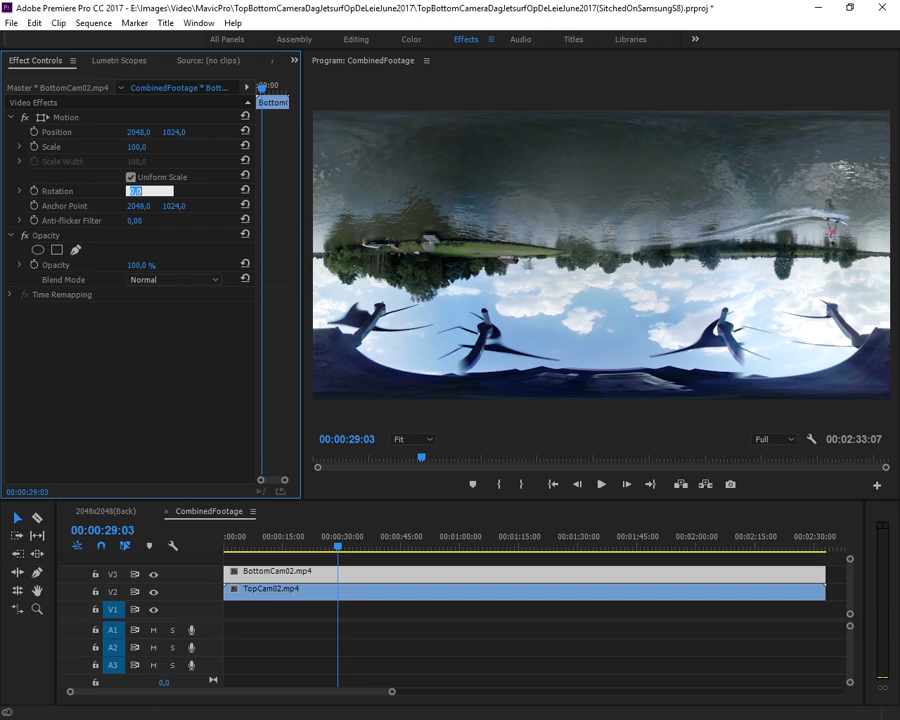 Adobe Premiere Pro CC 2017 - E:\Images\Video\MavicPro\TopBottomCameraDagJetsurfOpDeLeieJune2017\TopBottomCameraDagJetsurfOpDeLeieJune2017(SitchedOnSamsungS8).prproj *
File Edit Clip Sequence Marker Title Window Help
All Panels Assembly Editing Color Effects Audio Titles Libraries
Effect Controls Lumetri Scopes Source: (no clips)
Program: CombinedFootage
Master * BottomCam02.mp4 CombinedFootage * Bott... :00:00
Video Effects BottomC
fx Motion
Position 2048,0 1024,0
Scale 100,0
Scale Width 100,0
Uniform Scale
Rotation 0,0
Anchor Point 2048,0 1024,0
Anti-flicker Filter 0,00
fx Opacity
Opacity 100,0 %
Blend Mode Normal
fx Time Remapping
00:00:29:03 Fit Full 00:02:33:07
00:00:29:03
2048x2048(Back) × CombinedFootage
00:00:29:03
:00:00 00:00:15:00 00:00:30:00 00:00:45:00 00:01:00:00 00:01:15:00 00:01:30:00 00:01:45:00 00:02:00:00 00:02:15:00 00:02:30:00
V3 BottomCam02.mp4
V2 TopCam02.mp4
V1
A1 M S
A2 M S
A3 M S
0,0